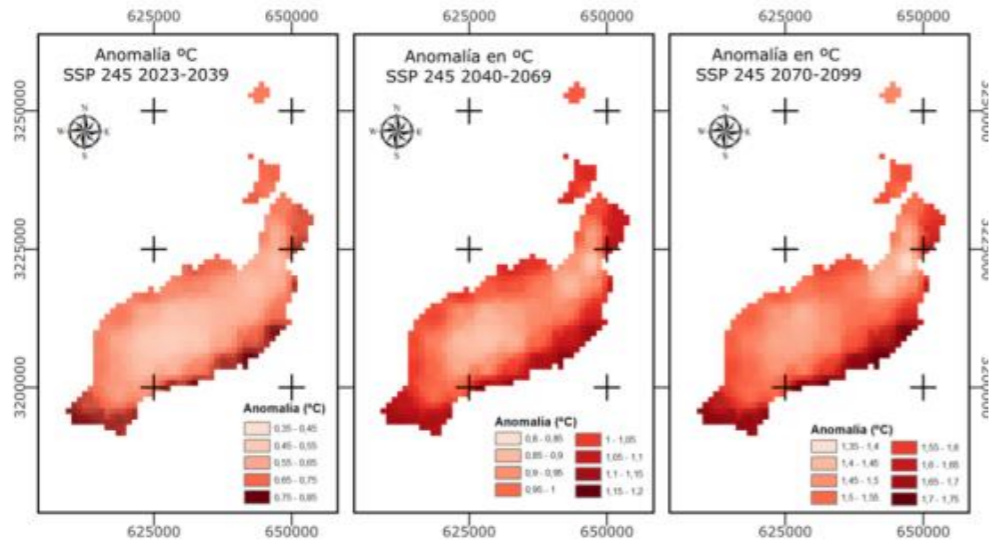 625000 650000 625000 650000 625000 650000
Anomalía ºC
SSP 245 2023-2039
Anomalía en ºC
SSP 245 2040-2069
Anomalía en ºC
SSP 245 2070-2099
N
W E
S
N
W E
S
N
W E
S
3250000
3225000
3200000
3250000
3225000
3200000
Anomalía (ºC)
0,35 - 0,45
0,45 - 0,55
0,55 - 0,65
0,65 - 0,75
0,75 - 0,85
Anomalía (ºC)
0,8 - 0,85
0,85 - 0,9
0,9 - 0,95
0,95 - 1
1 - 1,05
1,05 - 1,1
1,1 - 1,15
1,15 - 1,2
Anomalía (ºC)
1,35 - 1,4
1,4 - 1,45
1,45 - 1,5
1,5 - 1,55
1,55 - 1,6
1,6 - 1,65
1,65 - 1,7
1,7 - 1,75
625000 650000 625000 650000 625000 650000